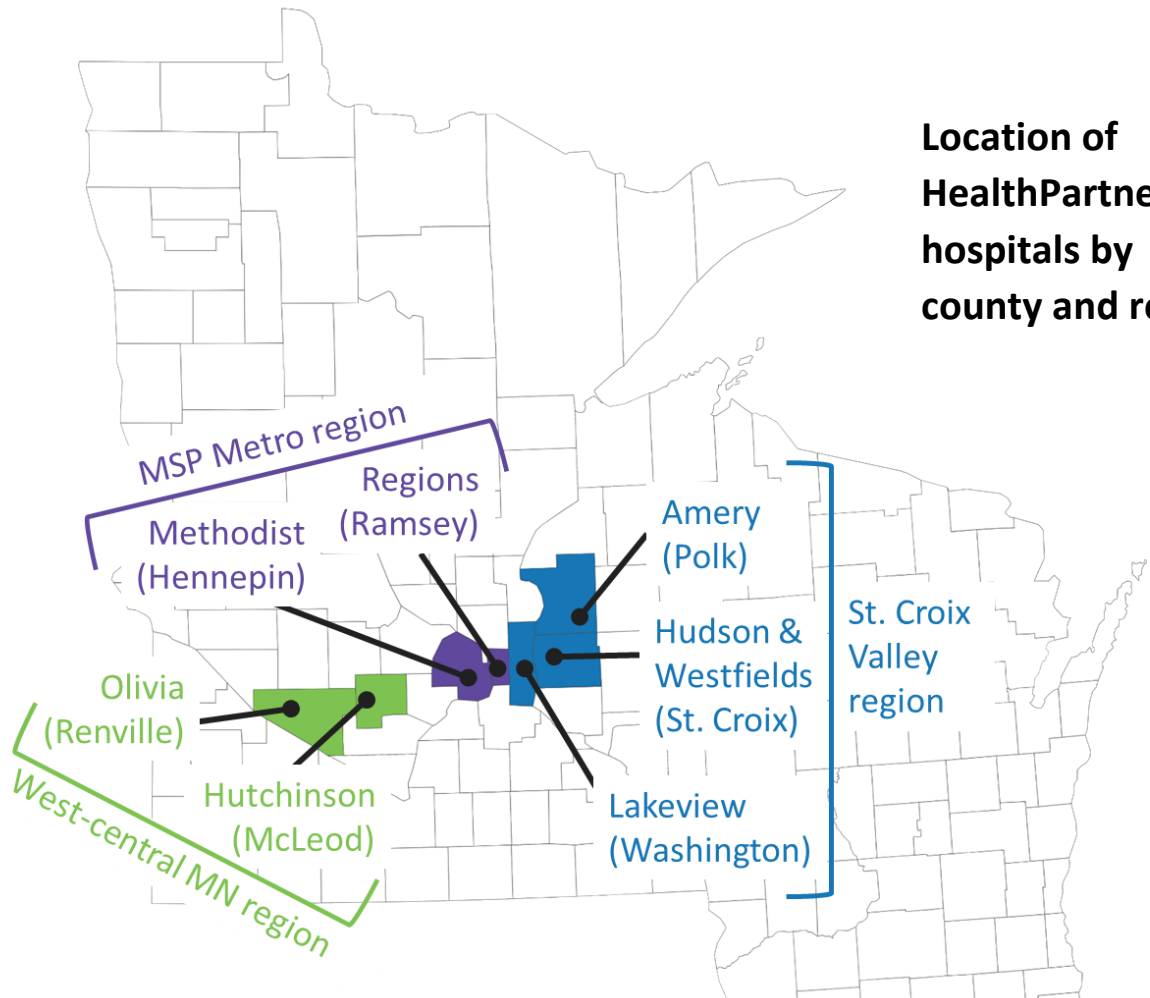 Location of
HealthPartne
hospitals by
county and re
MSP Metro region
Regions
(Ramsey)
Methodist
(Hennepin)
Amery
(Polk)
Hudson &
Westfields
(St. Croix)
St. Croix
Valley
region
Olivia
(Renville)
Hutchinson
(McLeod)
Lakeview
(Washington)
West-central MN region